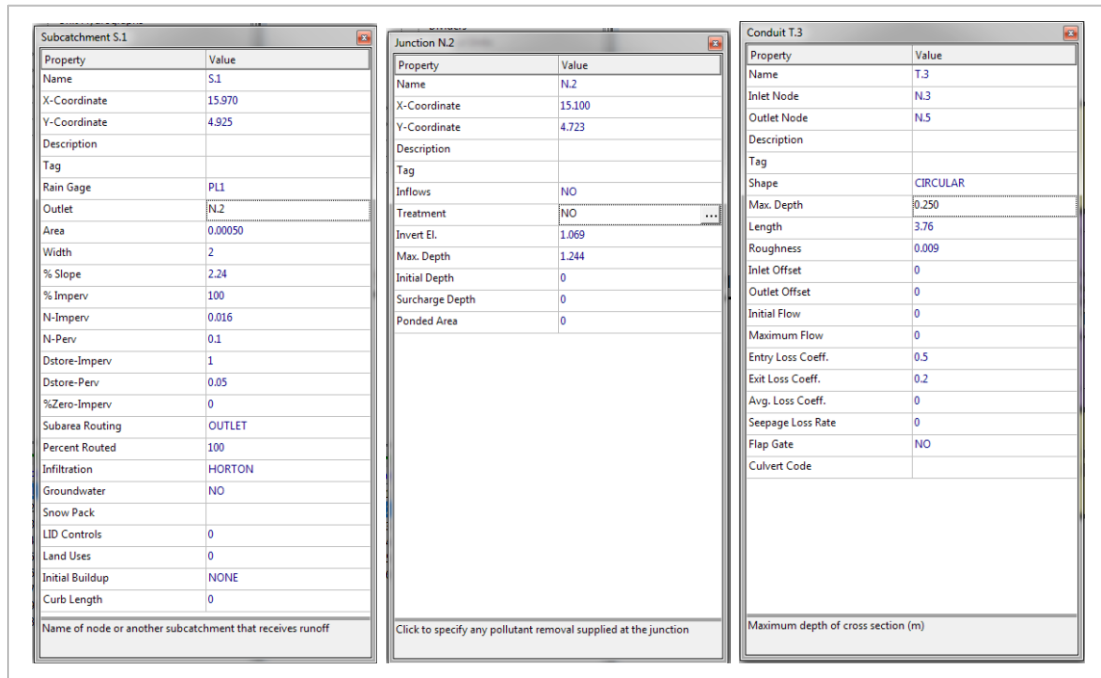 Subcatchment S.1
Property Value
Name S.1
X-Coordinate 15.970
Y-Coordinate 4.925
Description
Tag
Rain Gage PL1
Outlet N.2
Area 0.00050
Width 2
% Slope 2.24
% Imperv 100
N-Imperv 0.016
N-Perv 0.1
Dstore-Imperv 1
Dstore-Perv 0.05
%Zero-Imperv 0
Subarea Routing OUTLET
Percent Routed 100
Infiltration HORTON
Groundwater NO
Snow Pack
LID Controls 0
Land Uses 0
Initial Buildup NONE
Curb Length 0
Name of node or another subcatchment that receives runoff
Junction N.2
Property Value
Name N.2
X-Coordinate 15.100
Y-Coordinate 4.723
Description
Tag
Inflows NO
Treatment NO ...
Invert El. 1.069
Max. Depth 1.244
Initial Depth 0
Surcharge Depth 0
Ponded Area 0
Click to specify any pollutant removal supplied at the junction
Conduit T.3
Property Value
Name T.3
Inlet Node N.3
Outlet Node N.5
Description
Tag
Shape CIRCULAR
Max. Depth 0.250
Length 3.76
Roughness 0.009
Inlet Offset 0
Outlet Offset 0
Initial Flow 0
Maximum Flow 0
Entry Loss Coeff. 0.5
Exit Loss Coeff. 0.2
Avg. Loss Coeff. 0
Seepage Loss Rate 0
Flap Gate NO
Culvert Code
Maximum depth of cross section (m)